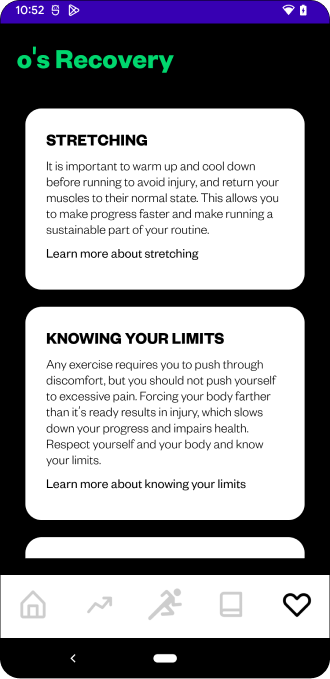 10:52
o's Recovery
STRETCHING
It is important to warm up and cool down
before running to avoid injury, and return your
muscles to their normal state. This allows you
to make progress faster and make running a
sustainable part of your routine.
Learn more about stretching
KNOWING YOUR LIMITS
Any exercise requires you to push through
discomfort, but you should not push yourself
to excessive pain. Forcing your body farther
than it's ready results in injury, which slows
down your progress and impairs health.
Respect yourself and your body and know
your limits.
Learn more about knowing your limits